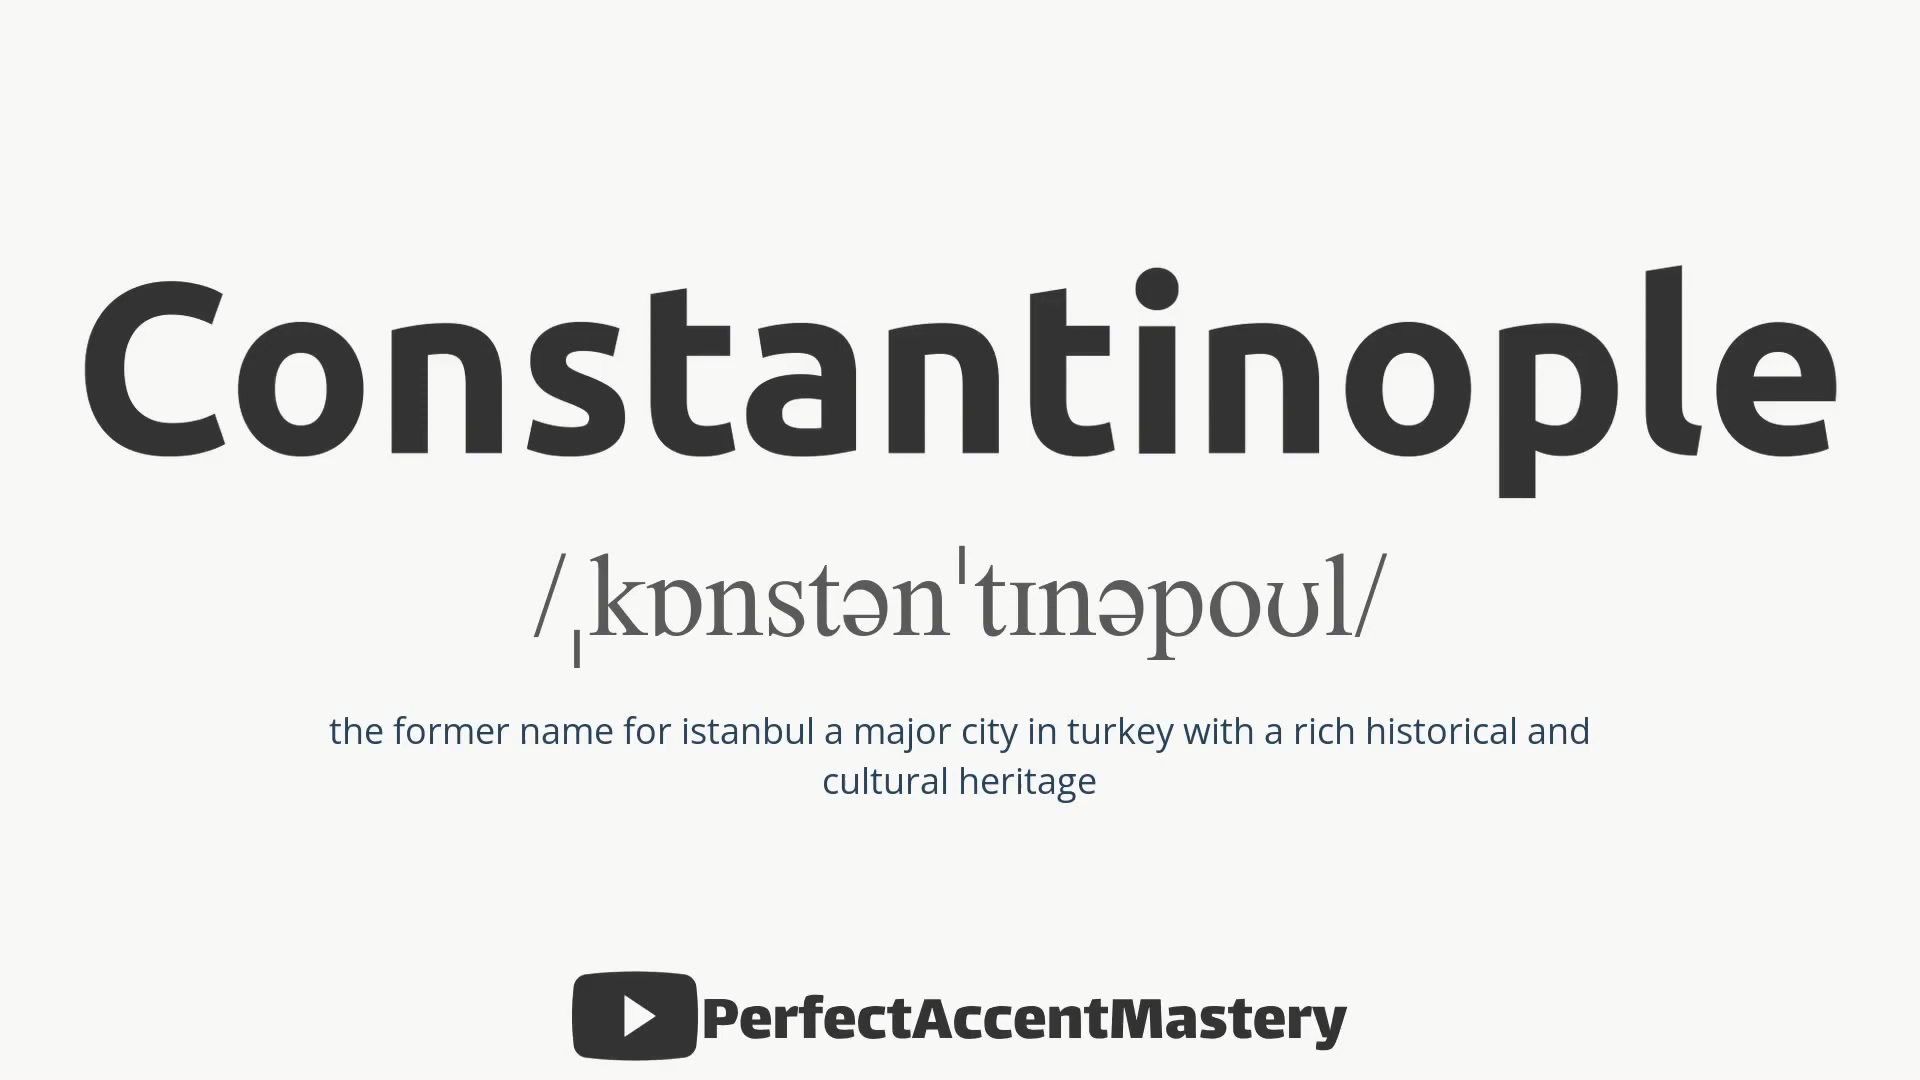 Constantinople
/ˌkɒnstənˈtɪnəpoʊl/
the former name for istanbul a major city in turkey with a rich historical and
cultural heritage
PerfectAccentMastery